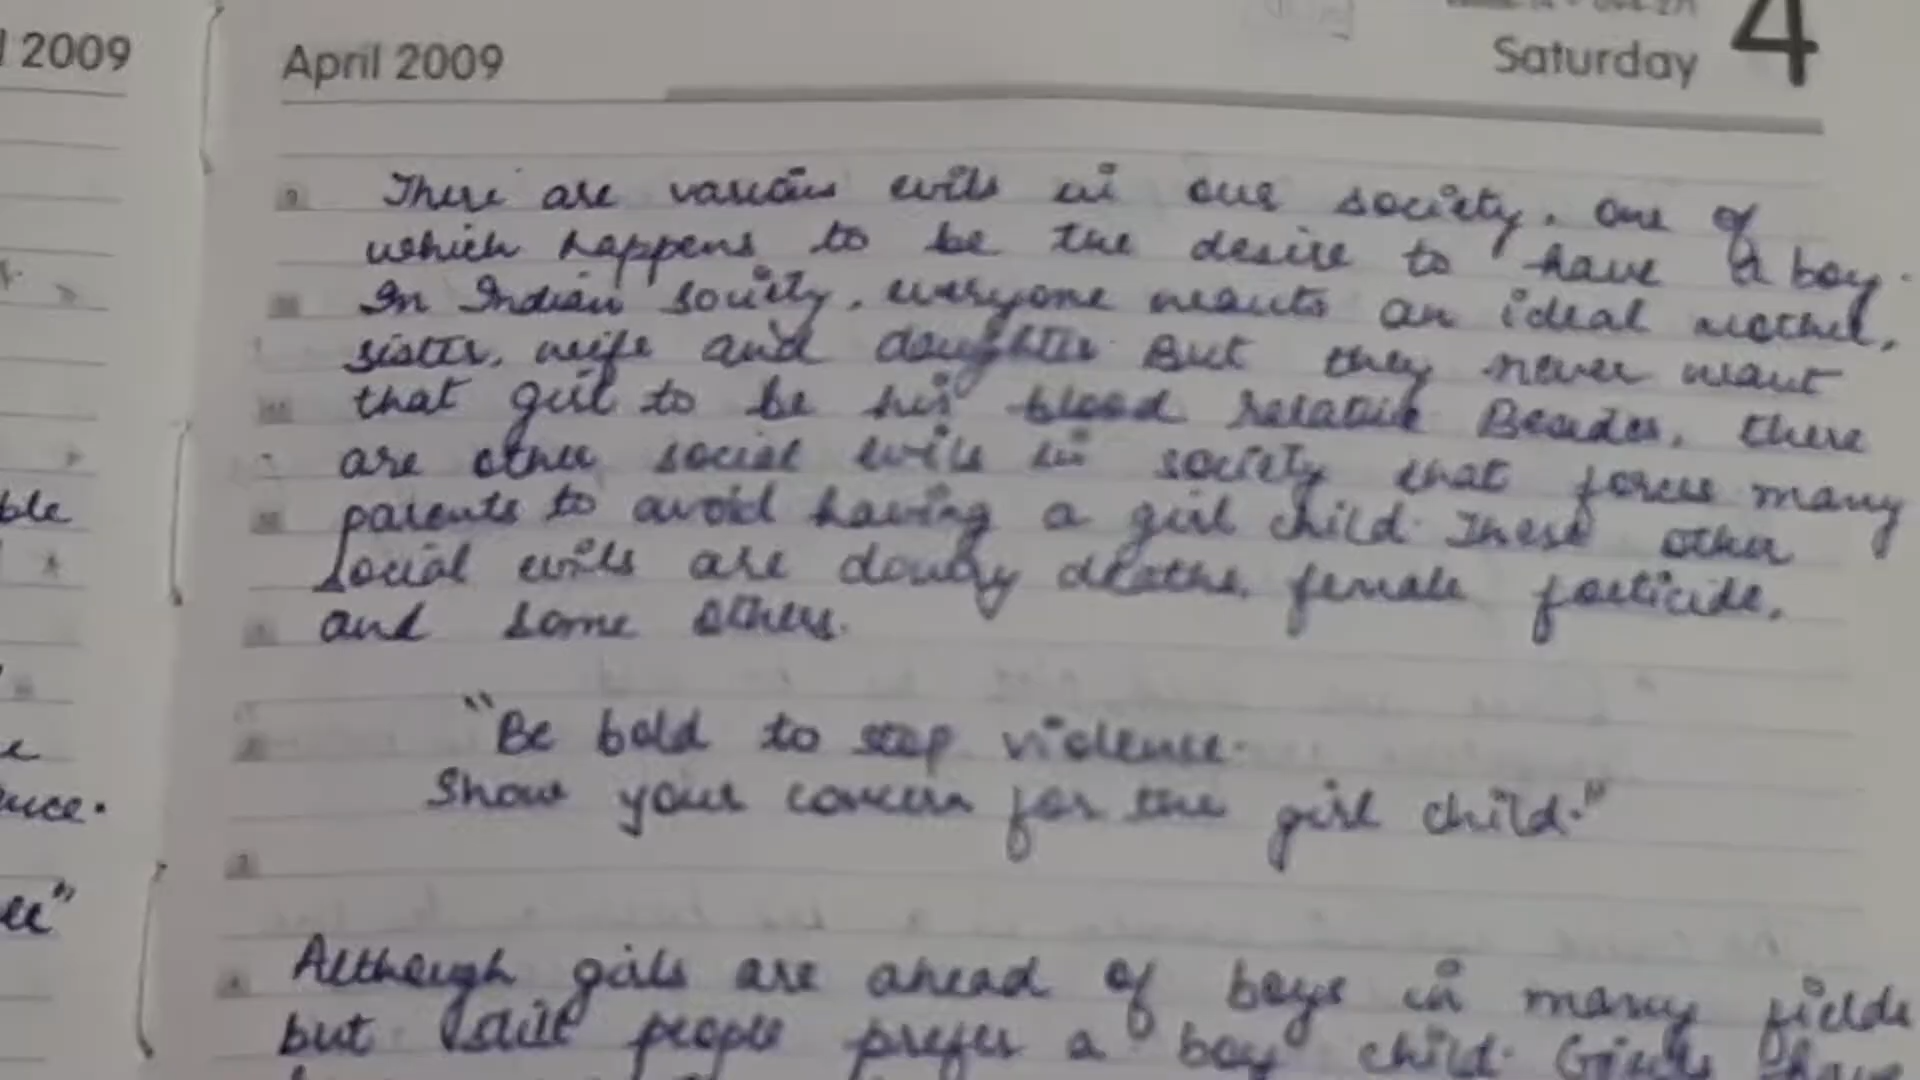 2009
April 2009
Saturday 4
There are various evils in our society. One of
which happens to be the desire to have a boy.
In Indian society, everyone wants an ideal mother,
sister, wife and daughter. But they never want
that girl to be his blood relative. Besides, there
are other social evils in society that forces many
parents to avoid having a girl child. These other
social evils are dowry deaths, female foeticide,
and some others.
"Be bold to stop violence.
Show your concern for the girl child."
Although girls are ahead of boys in many fields
but still people prefer a boy child. Girls have